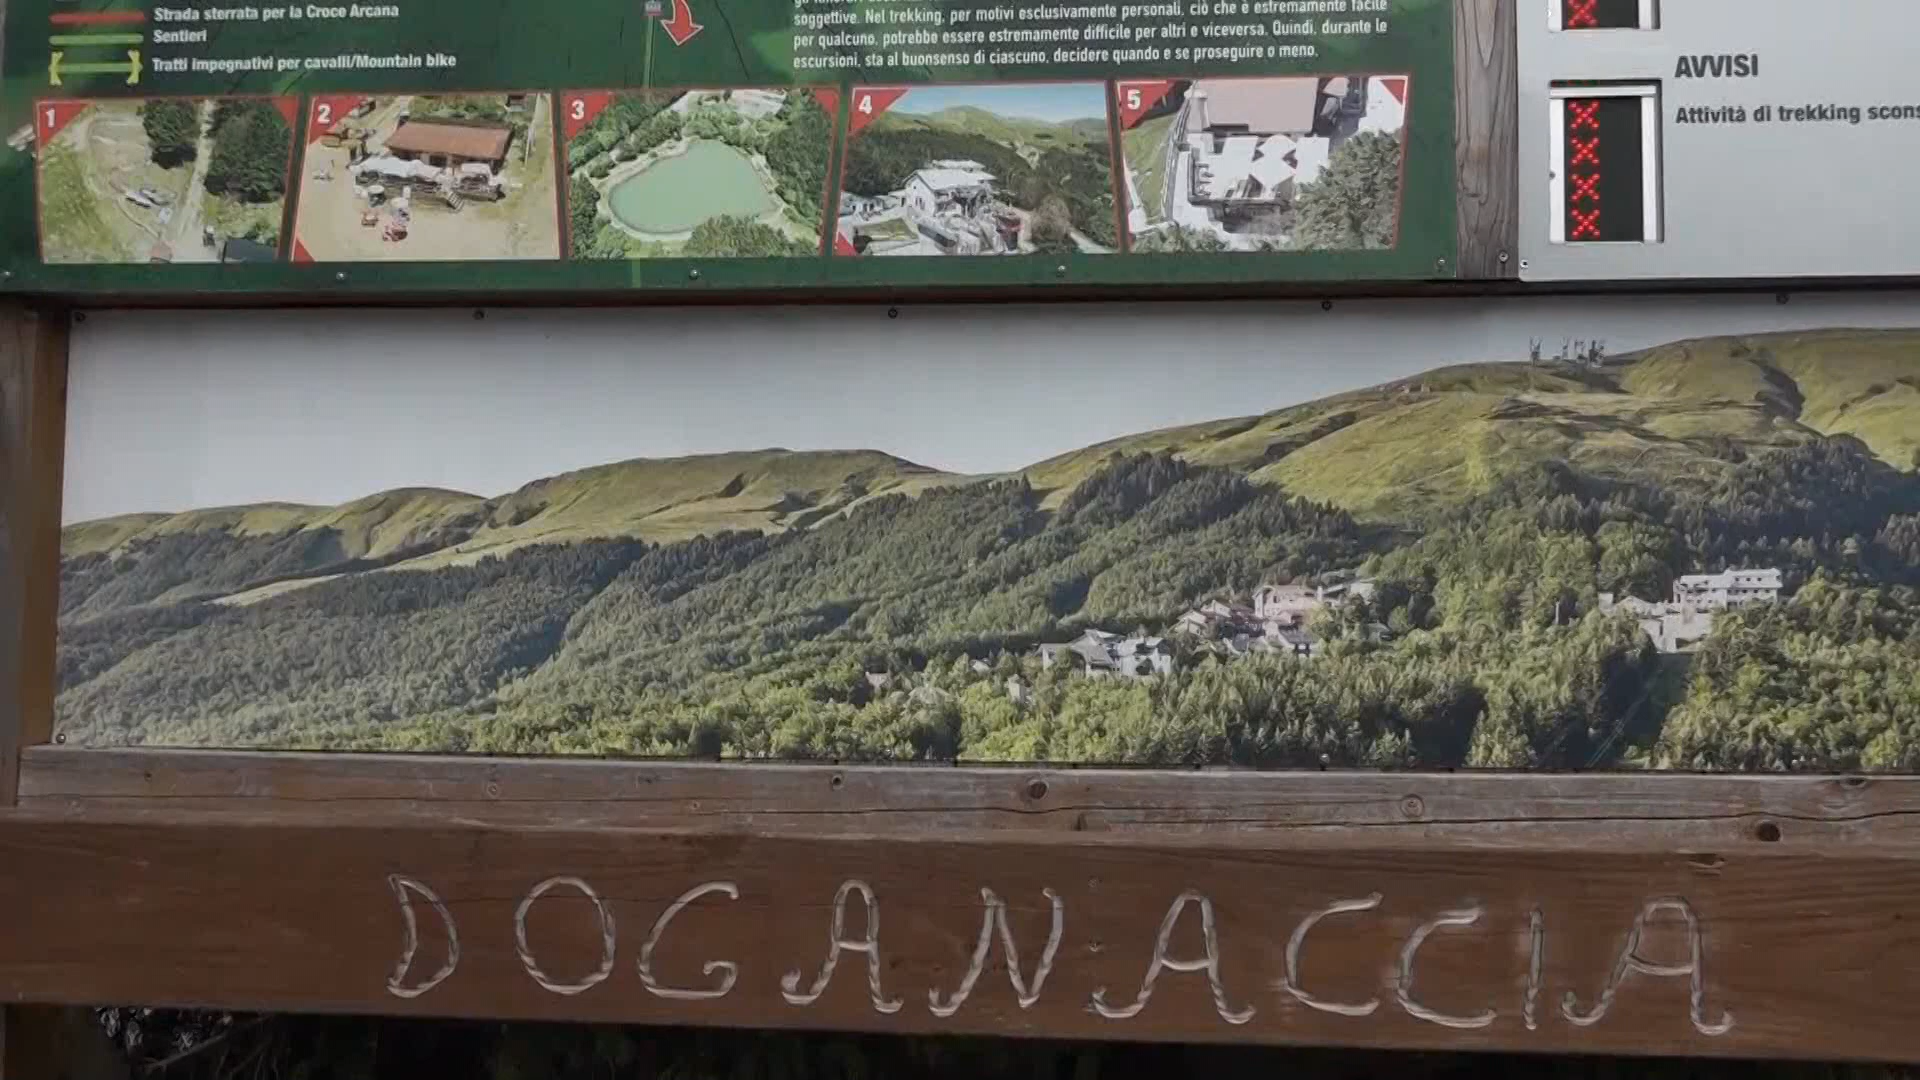 Strada sterrata per la Croce Arcana
Sentieri
Tratti impegnativi per cavalli/Mountain bike
soggettive. Nel trekking, per motivi esclusivamente personali, ciò che è estremamente facile
per qualcuno, potrebbe essere estremamente difficile per altri e viceversa. Quindi, durante le
escursioni, sta al buonsenso di ciascuno, decidere quando e se proseguire o meno.
1
2
3
4
5
AVVISI
Attività di trekking scons
DOGANACCIA